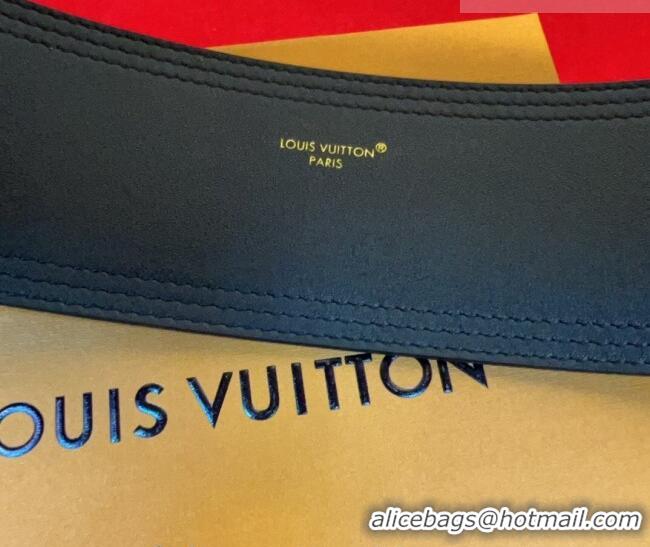 LOUIS VUITTON®
PARIS
OUIS VUITTON
alicebags@hotmail.com